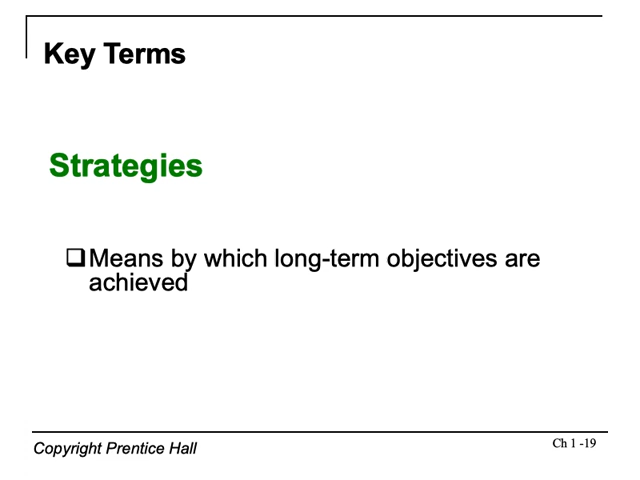 Key Terms
Strategies
❑Means by which long-term objectives are
achieved
Copyright Prentice Hall
Ch 1 -19